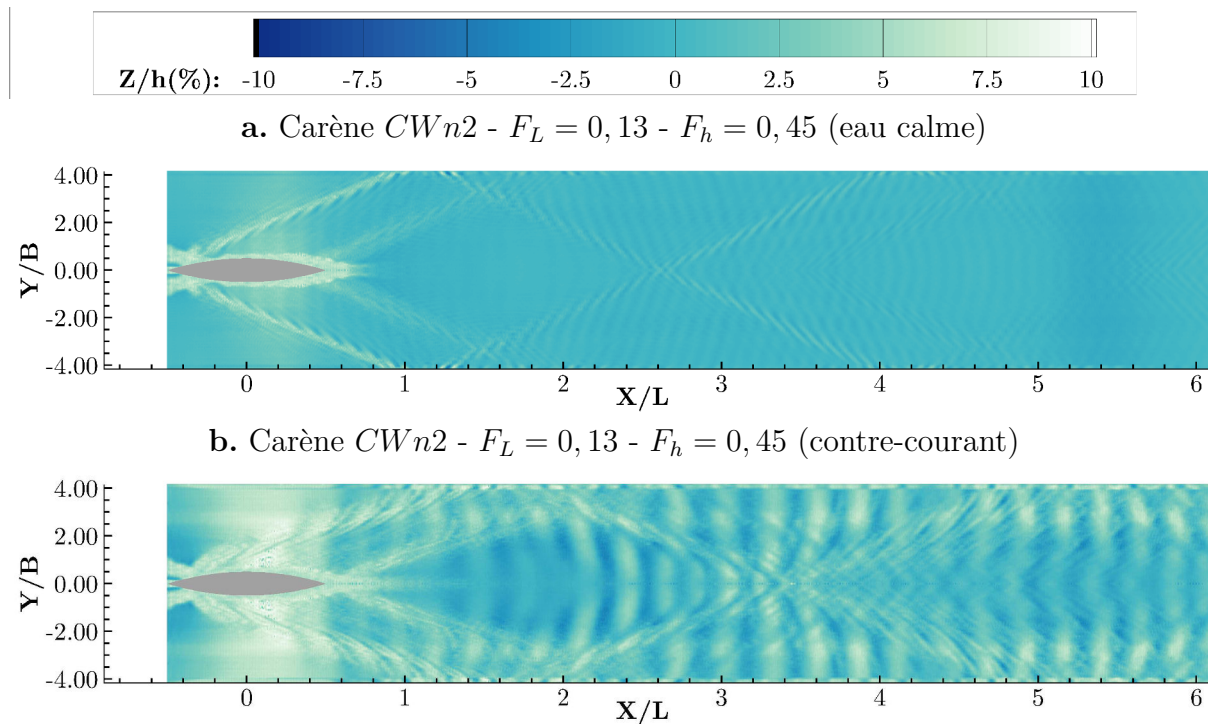 Z/h(%): -10 -7.5 -5 -2.5 0 2.5 5 7.5 10
a. Carène CWn2 - F_L = 0,13 - F_h = 0,45 (eau calme)
4.00
2.00
0.00
-2.00
-4.00
Y/B
0 1 2 3 4 5 6
X/L
b. Carène CWn2 - F_L = 0,13 - F_h = 0,45 (contre-courant)
4.00
2.00
0.00
-2.00
-4.00
Y/B
0 1 2 3 4 5 6
X/L